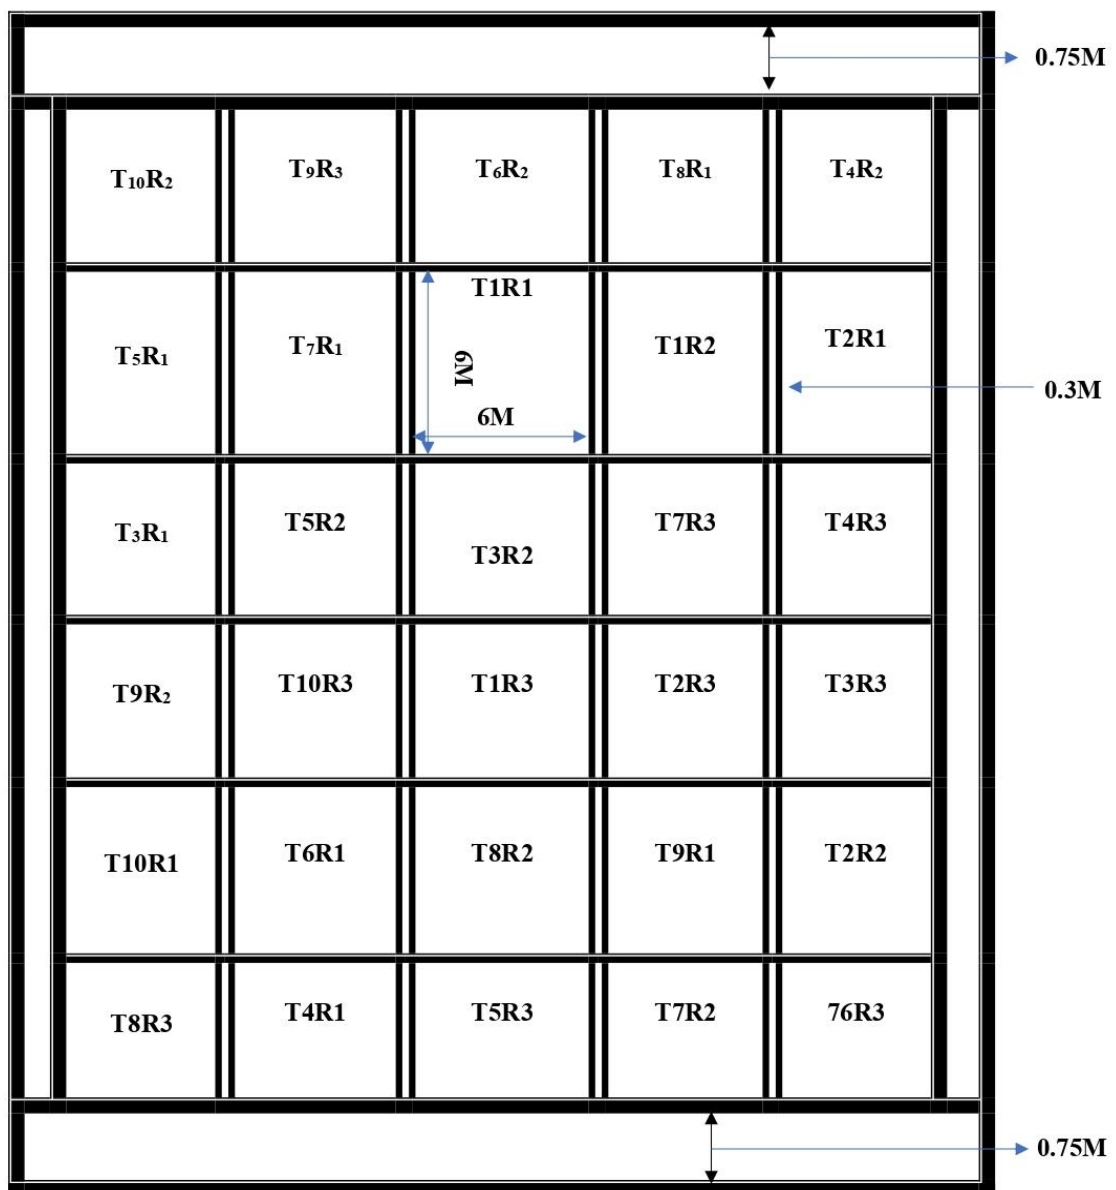 0.75M
T₁₀R₂ T₉R₃ T₆R₂ T₈R₁ T₄R₂
T₅R₁ T₇R₁ T1R1 T1R2 T2R1
6M
6M
0.3M
T₃R₁ T5R2 T3R2 T7R3 T4R3
T9R₂ T10R3 T1R3 T2R3 T3R3
T10R1 T6R1 T8R2 T9R1 T2R2
T8R3 T4R1 T5R3 T7R2 76R3
0.75M